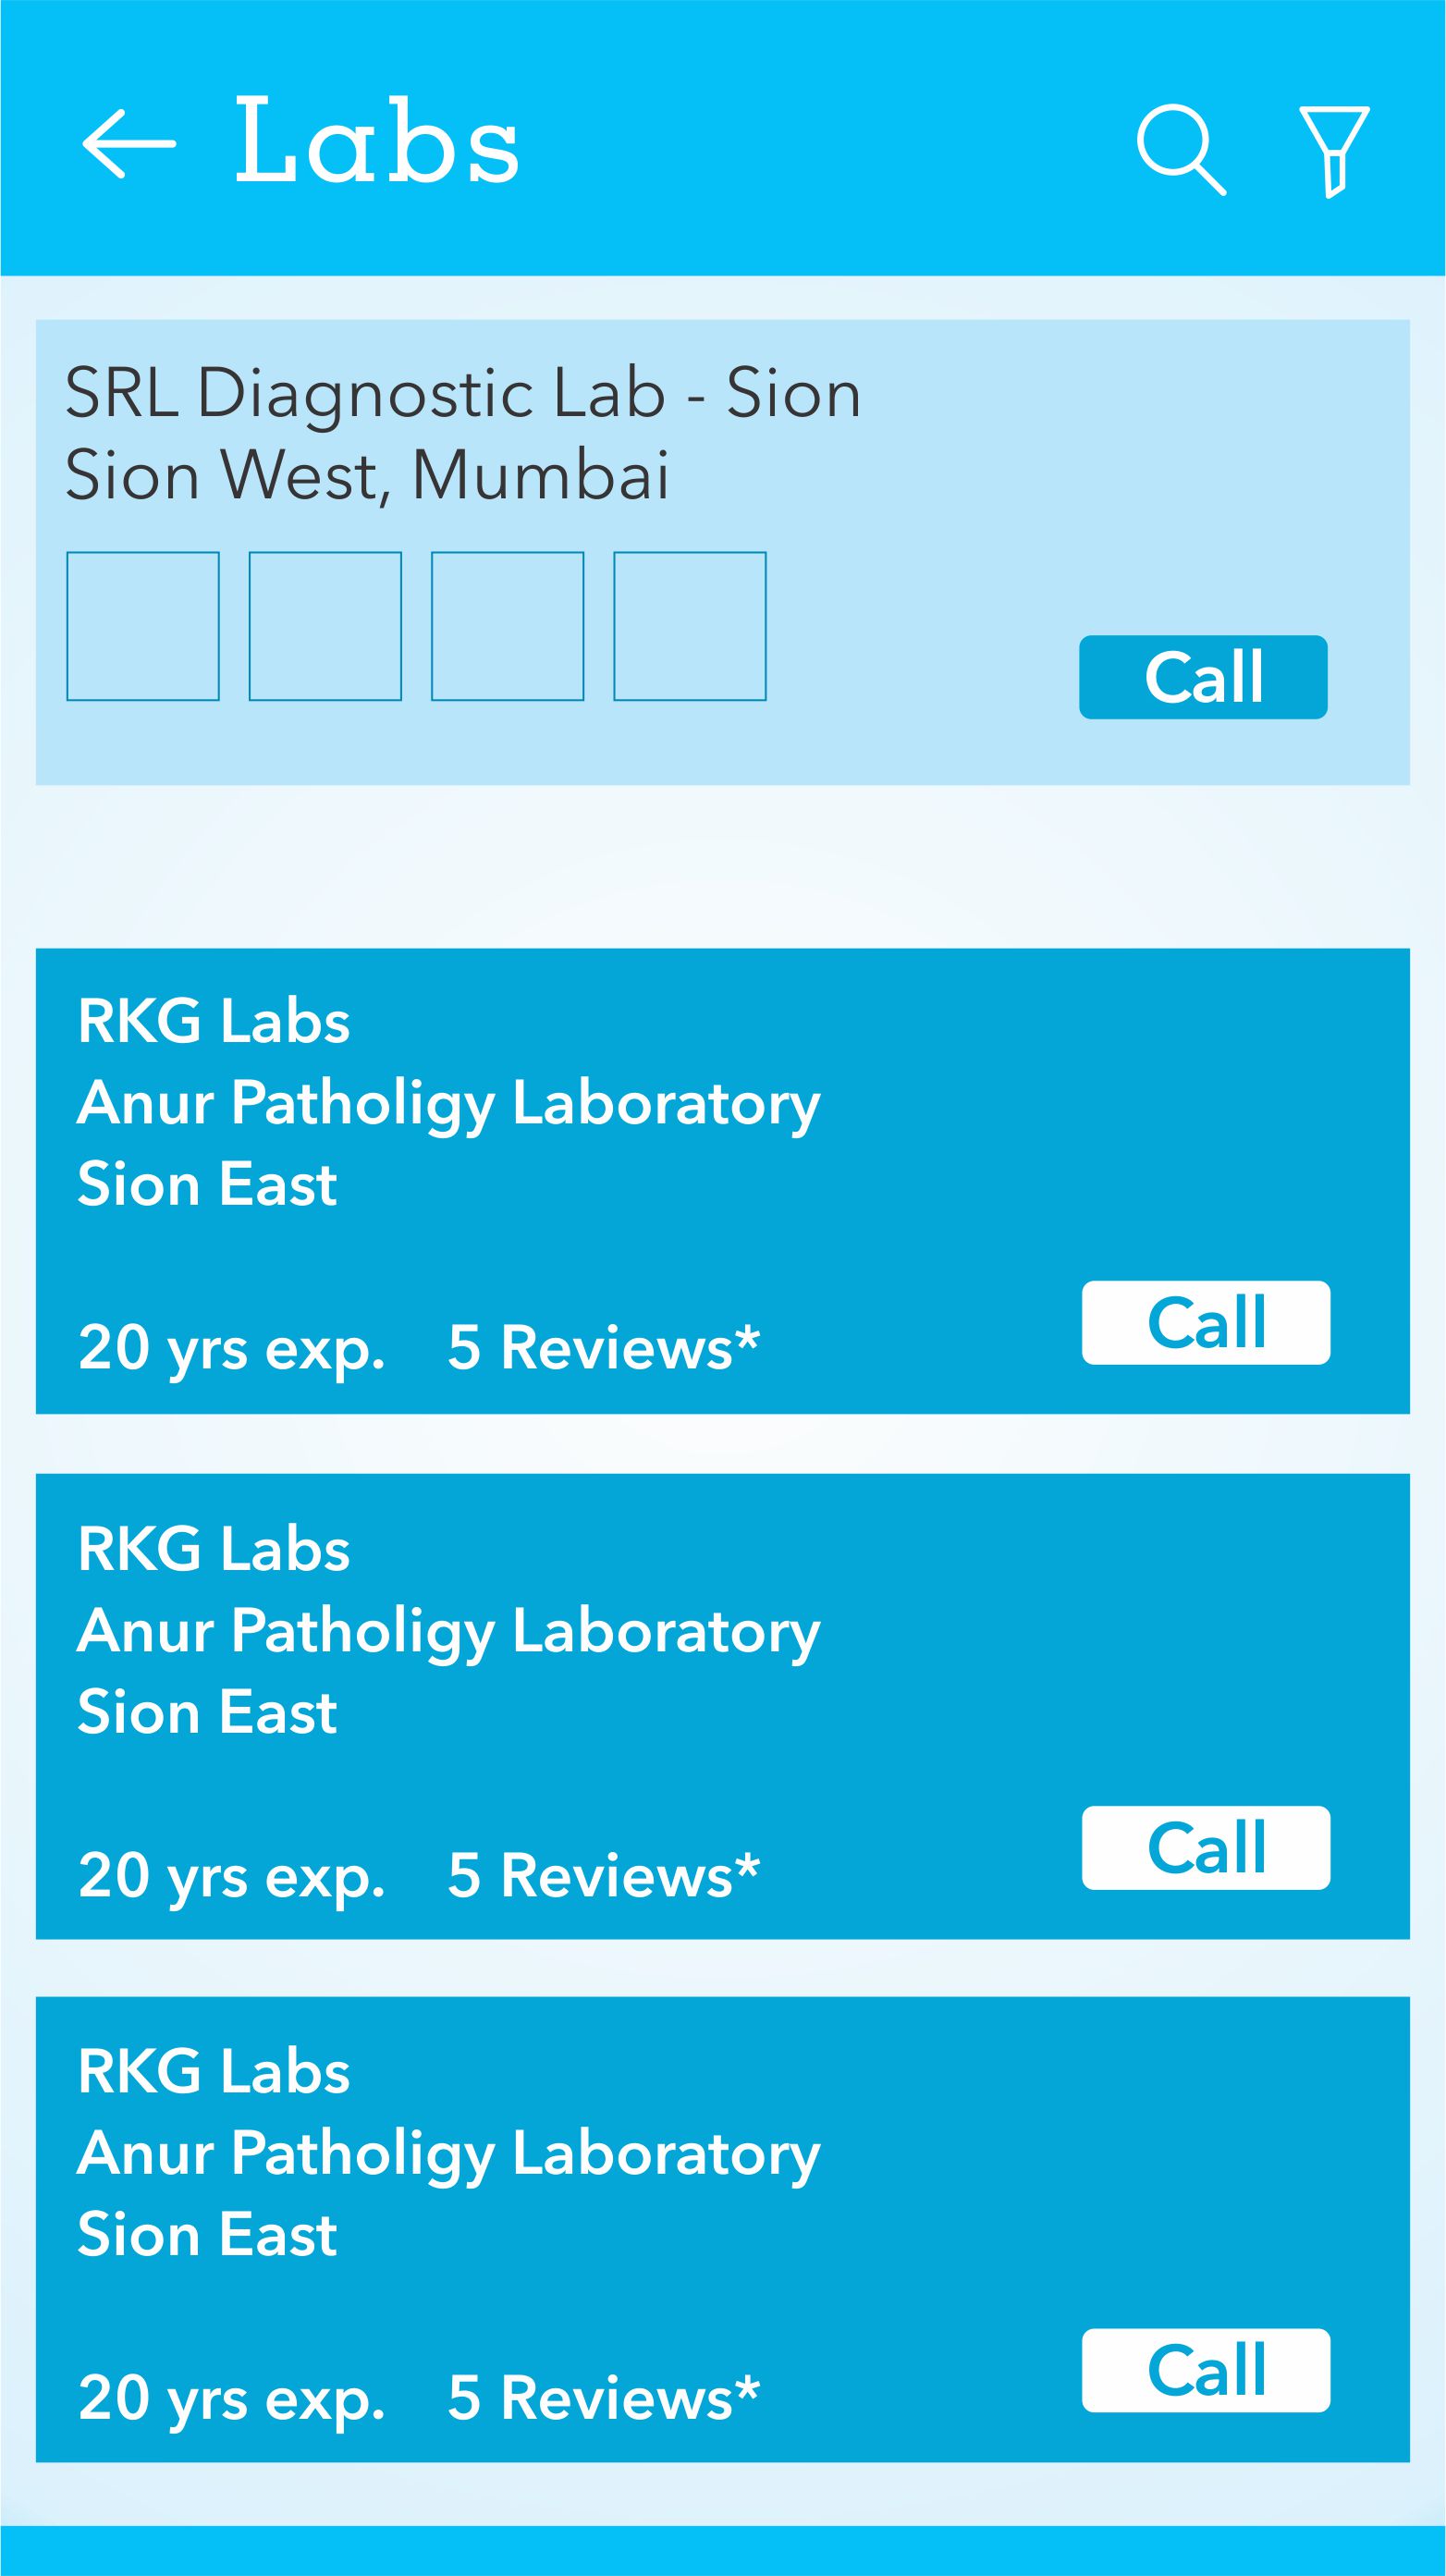 Labs
SRL Diagnostic Lab - Sion
Sion West, Mumbai
Call
RKG Labs
Anur Patholigy Laboratory
Sion East
20 yrs exp. 5 Reviews*
Call
RKG Labs
Anur Patholigy Laboratory
Sion East
20 yrs exp. 5 Reviews*
Call
RKG Labs
Anur Patholigy Laboratory
Sion East
20 yrs exp. 5 Reviews*
Call